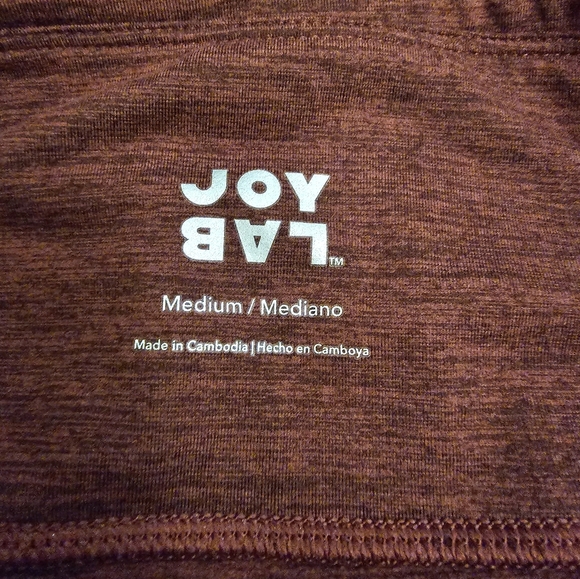 JOY
LAB™
Medium / Mediano
Made in Cambodia | Hecho en Camboya